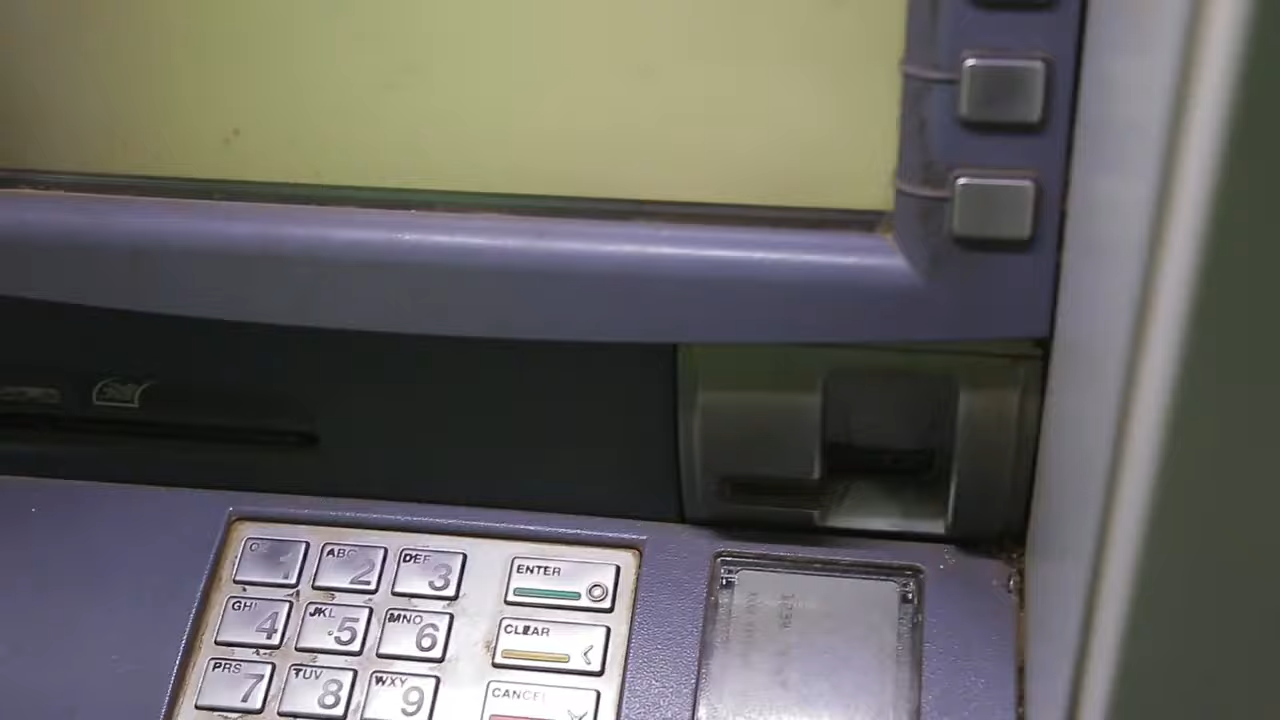 1 ABC 2 DEF 3 ENTER
GHI 4 JKL 5 MNO 6 CLEAR
PRS 7 TUV 8 WXY 9 CANCEL